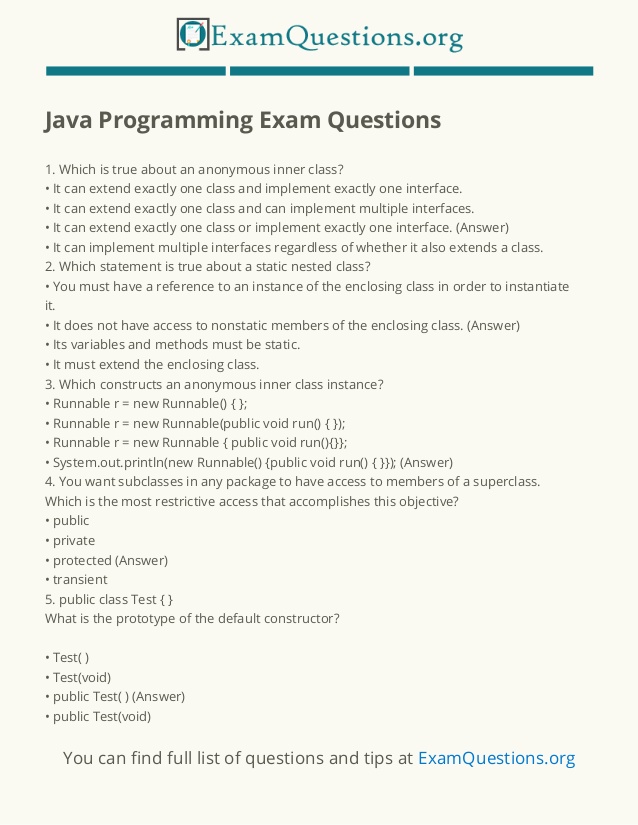 ExamQuestions.org
Java Programming Exam Questions
1. Which is true about an anonymous inner class?
• It can extend exactly one class and implement exactly one interface.
• It can extend exactly one class and can implement multiple interfaces.
• It can extend exactly one class or implement exactly one interface. (Answer)
• It can implement multiple interfaces regardless of whether it also extends a class.
2. Which statement is true about a static nested class?
• You must have a reference to an instance of the enclosing class in order to instantiate
it.
• It does not have access to nonstatic members of the enclosing class. (Answer)
• Its variables and methods must be static.
• It must extend the enclosing class.
3. Which constructs an anonymous inner class instance?
• Runnable r = new Runnable() { };
• Runnable r = new Runnable(public void run() { });
• Runnable r = new Runnable { public void run(){}};
• System.out.println(new Runnable() {public void run() { }}); (Answer)
4. You want subclasses in any package to have access to members of a superclass.
Which is the most restrictive access that accomplishes this objective?
• public
• private
• protected (Answer)
• transient
5. public class Test { }
What is the prototype of the default constructor?
• Test( )
• Test(void)
• public Test( ) (Answer)
• public Test(void)
You can find full list of questions and tips at ExamQuestions.org